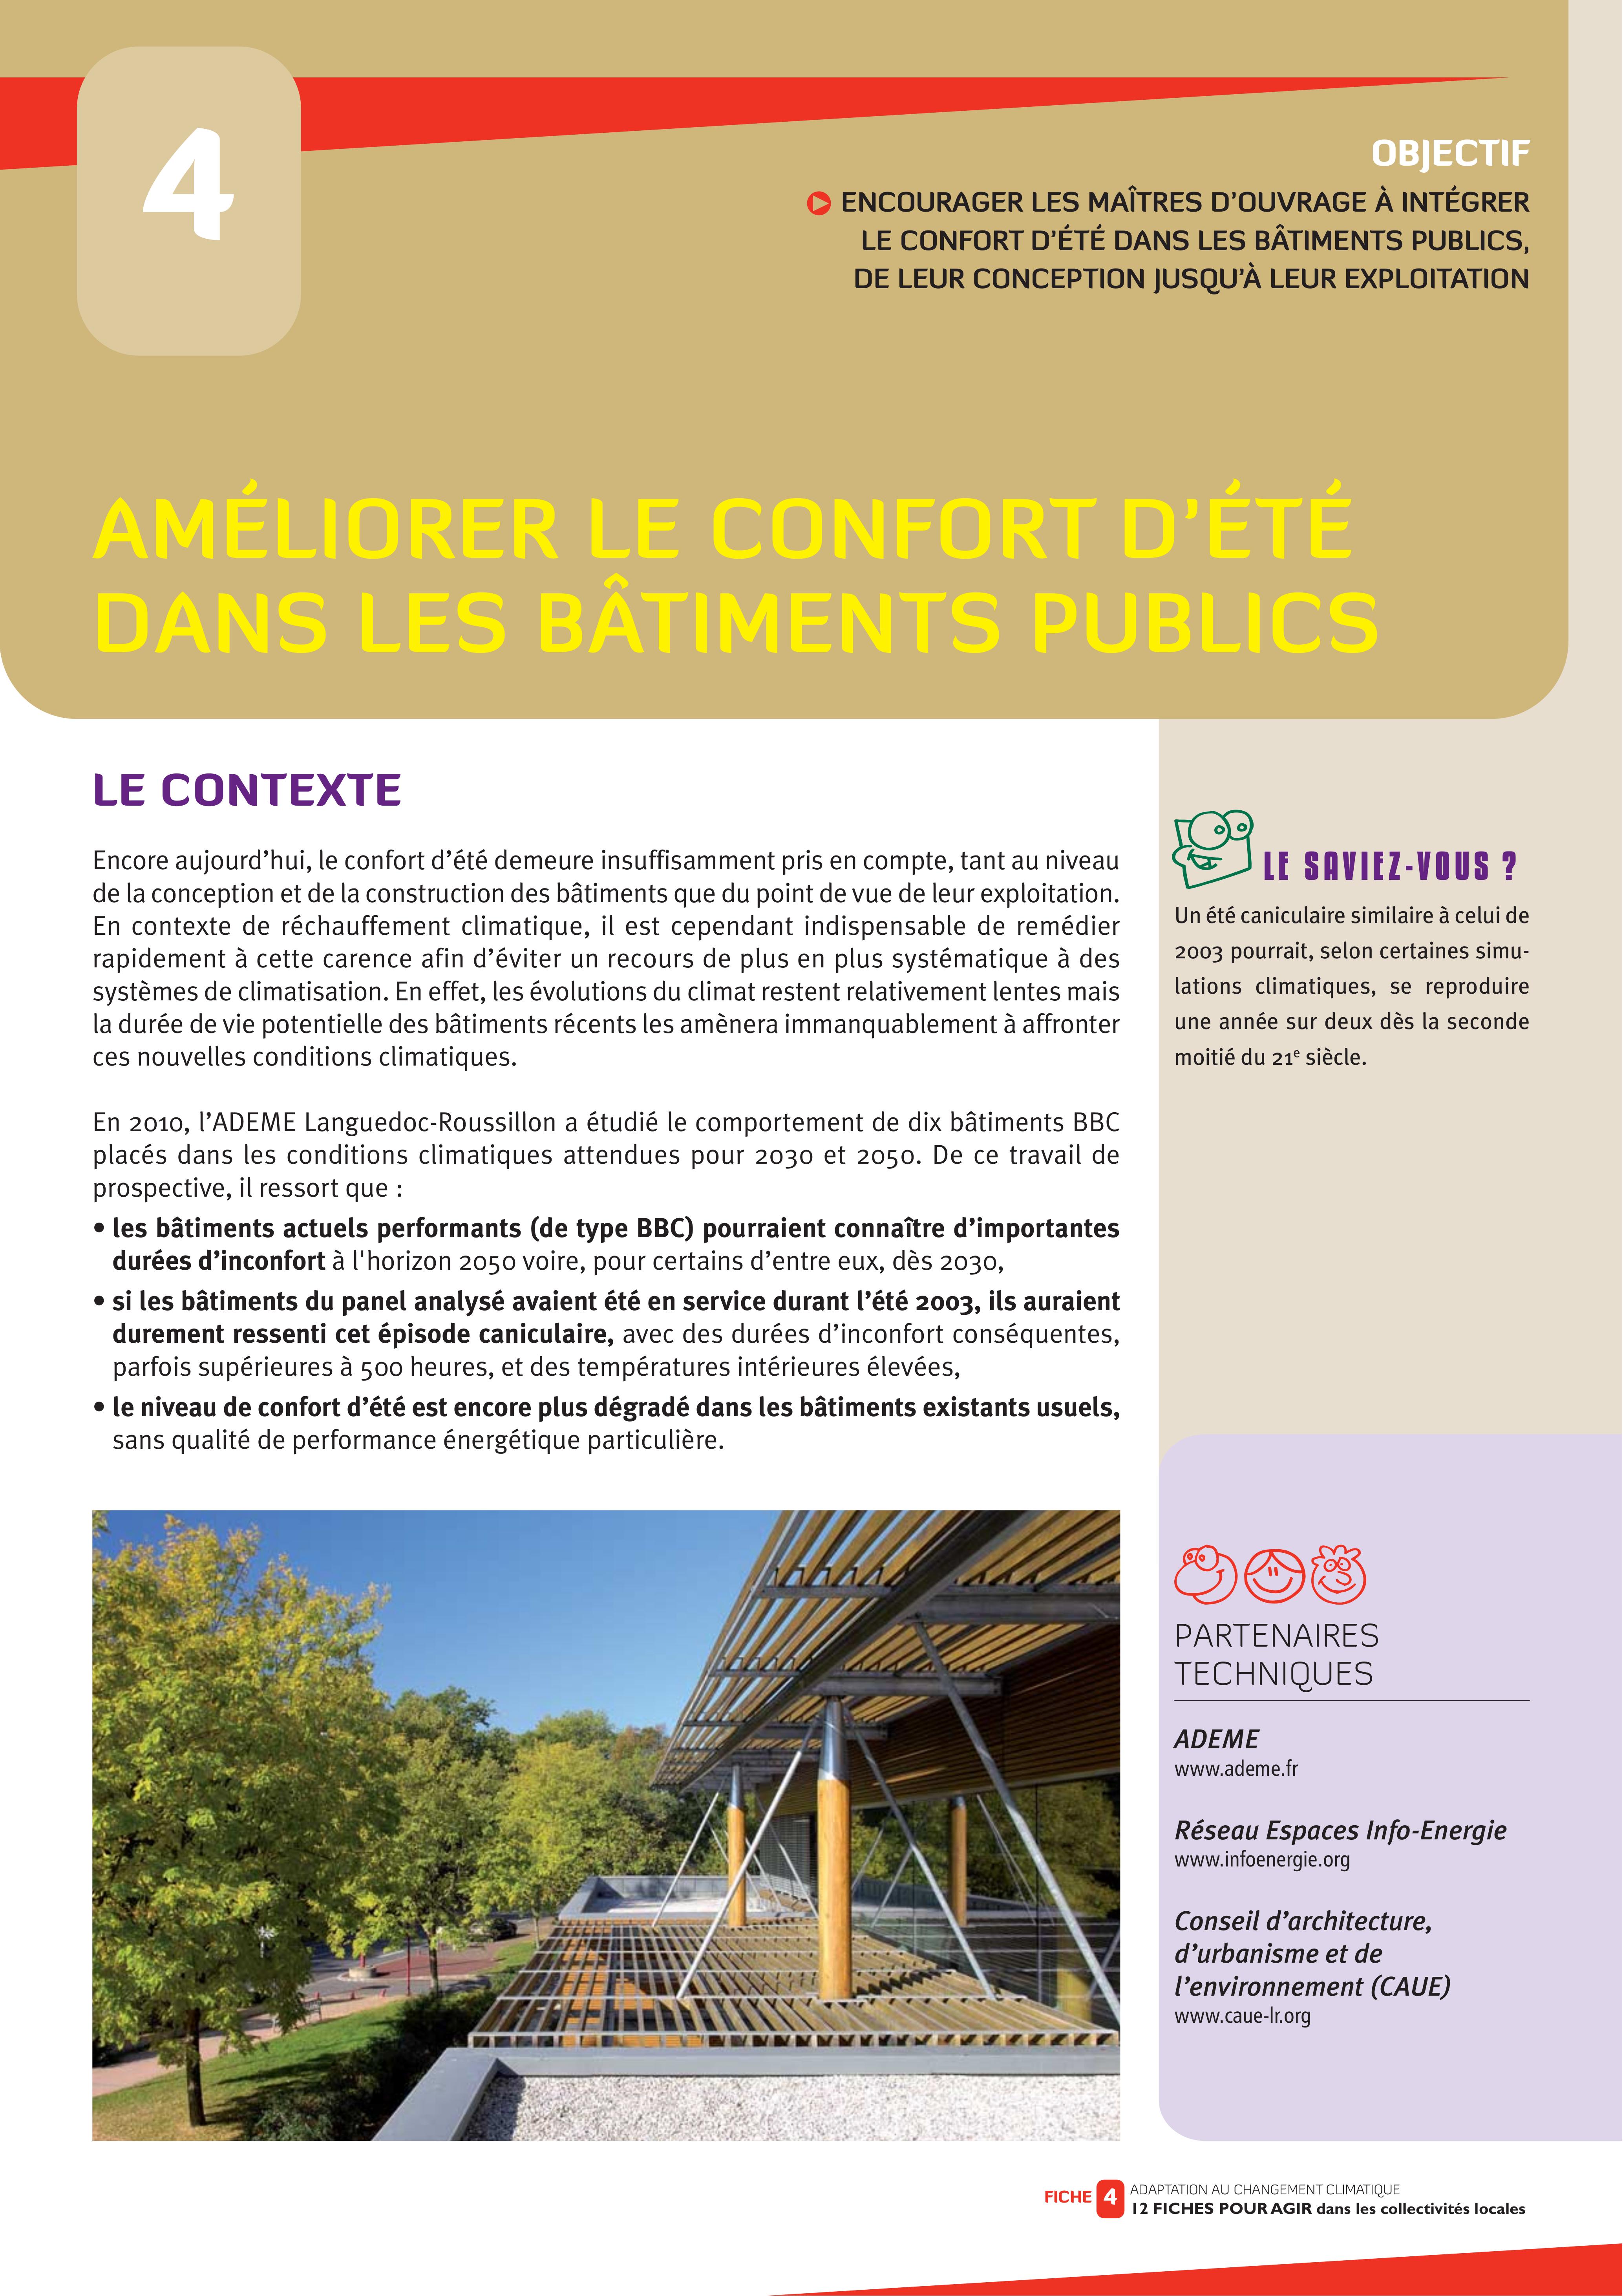 4
OBJECTIF
ENCOURAGER LES MAÎTRES D’OUVRAGE À INTÉGRER
LE CONFORT D’ÉTÉ DANS LES BÂTIMENTS PUBLICS,
DE LEUR CONCEPTION JUSQU’À LEUR EXPLOITATION
AMÉLIORER LE CONFORT D’ÉTÉ
DANS LES BÂTIMENTS PUBLICS
LE CONTEXTE
Encore aujourd’hui, le confort d’été demeure insuffisamment pris en compte, tant au niveau
de la conception et de la construction des bâtiments que du point de vue de leur exploitation.
En contexte de réchauffement climatique, il est cependant indispensable de remédier
rapidement à cette carence afin d’éviter un recours de plus en plus systématique à des
systèmes de climatisation. En effet, les évolutions du climat restent relativement lentes mais
la durée de vie potentielle des bâtiments récents les amènera immanquablement à affronter
ces nouvelles conditions climatiques.
En 2010, l’ADEME Languedoc-Roussillon a étudié le comportement de dix bâtiments BBC
placés dans les conditions climatiques attendues pour 2030 et 2050. De ce travail de
prospective, il ressort que :
• les bâtiments actuels performants (de type BBC) pourraient connaître d’importantes
durées d’inconfort à l'horizon 2050 voire, pour certains d’entre eux, dès 2030,
• si les bâtiments du panel analysé avaient été en service durant l’été 2003, ils auraient
durement ressenti cet épisode caniculaire, avec des durées d’inconfort conséquentes,
parfois supérieures à 500 heures, et des températures intérieures élevées,
• le niveau de confort d’été est encore plus dégradé dans les bâtiments existants usuels,
sans qualité de performance énergétique particulière.
LE SAVIEZ-VOUS ?
Un été caniculaire similaire à celui de
2003 pourrait, selon certaines simu-
lations climatiques, se reproduire
une année sur deux dès la seconde
moitié du 21e siècle.
PARTENAIRES
TECHNIQUES
ADEME
www.ademe.fr
Réseau Espaces Info-Energie
www.infoenergie.org
Conseil d’architecture,
d’urbanisme et de
l’environnement (CAUE)
www.caue-lr.org
FICHE 4 ADAPTATION AU CHANGEMENT CLIMATIQUE
12 FICHES POUR AGIR dans les collectivités locales